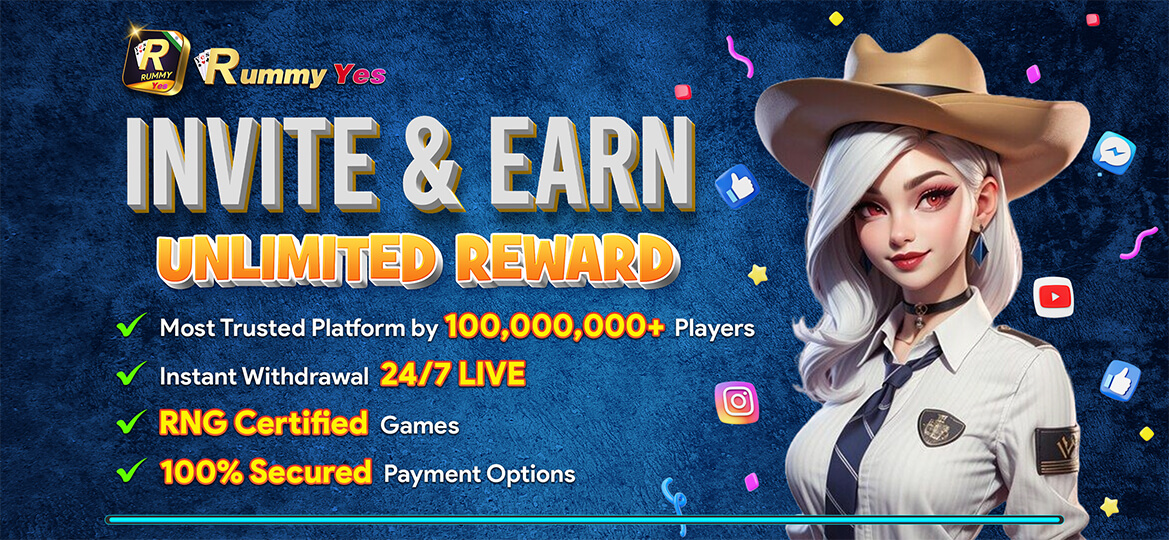 R
RUMMY
Yes
Rummy Yes
INVITE & EARN
UNLIMITED REWARD
Most Trusted Platform by 100,000,000+ Players
Instant Withdrawal 24/7 LIVE
RNG Certified Games
100% Secured Payment Options